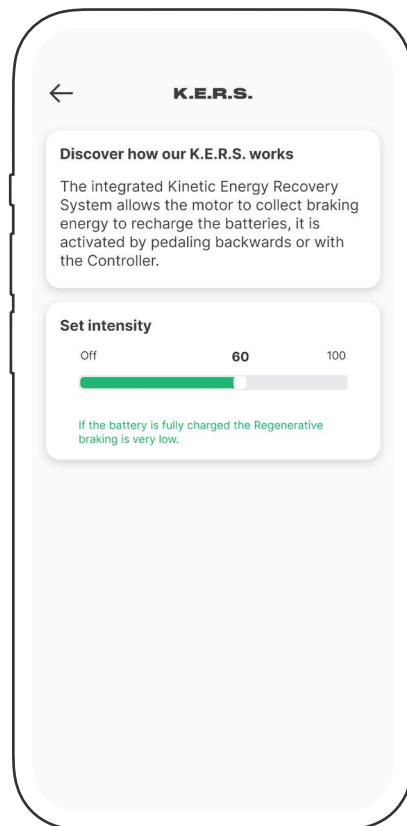 K.E.R.S.
Discover how our K.E.R.S. works
The integrated Kinetic Energy Recovery
System allows the motor to collect braking
energy to recharge the batteries, it is
activated by pedaling backwards or with
the Controller.
Set intensity
Off 60 100
If the battery is fully charged the Regenerative
braking is very low.